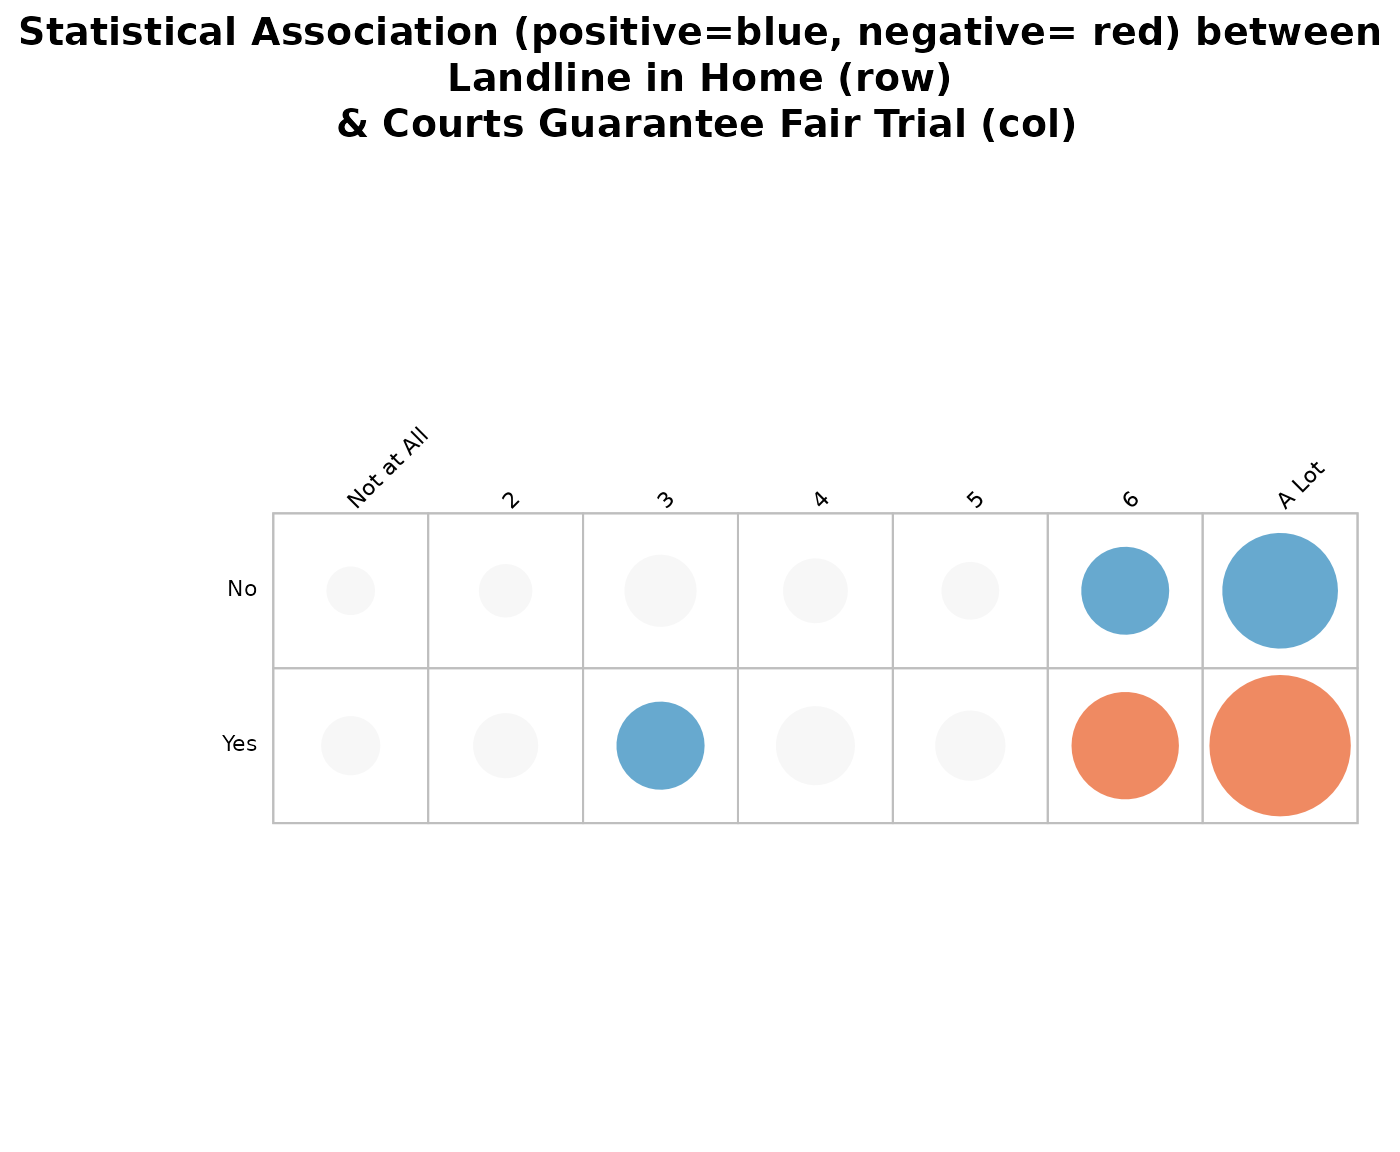 Statistical Association (positive=blue, negative= red) between
Landline in Home (row)
& Courts Guarantee Fair Trial (col)
Not at All
2
3
4
5
6
A Lot
No
Yes